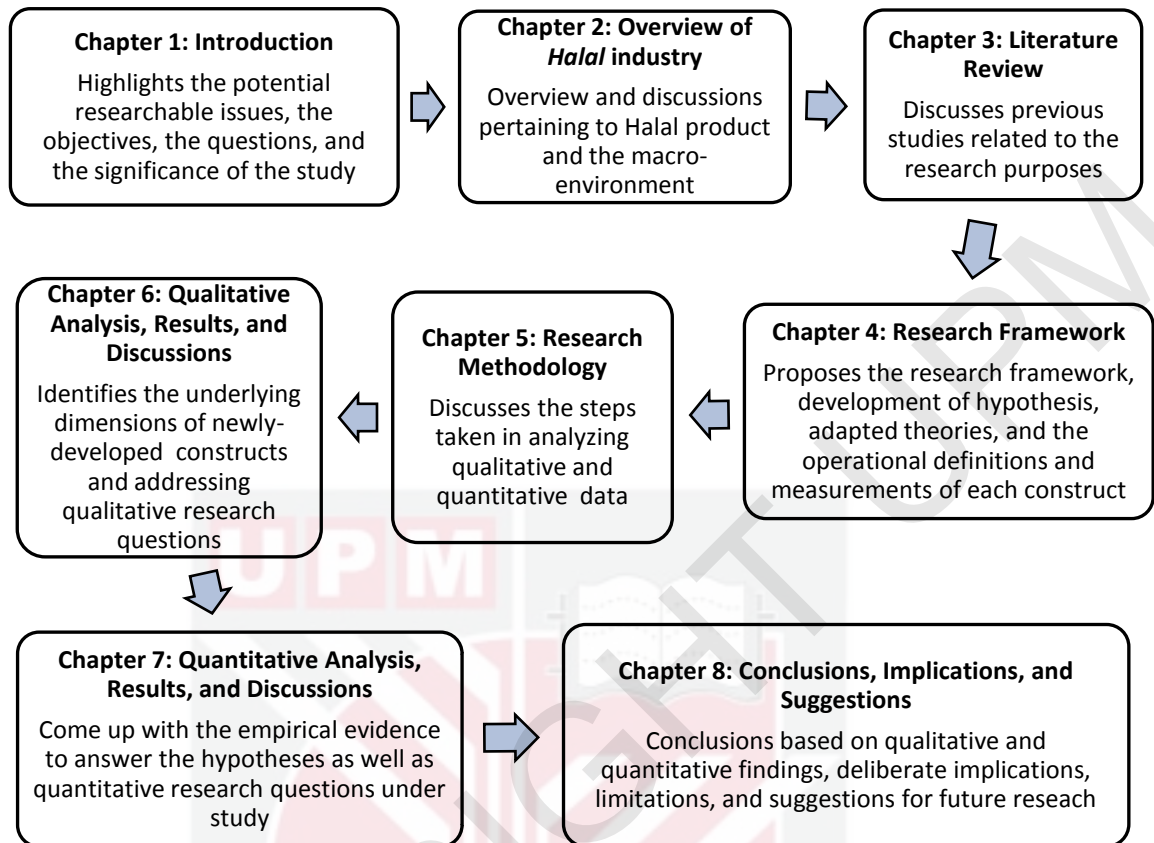 Chapter 1: Introduction
Highlights the potential
researchable issues, the
objectives, the questions, and
the significance of the study
Chapter 2: Overview of
Halal industry
Overview and discussions
pertaining to Halal product
and the macro-
environment
Chapter 3: Literature
Review
Discusses previous
studies related to the
research purposes
Chapter 4: Research Framework
Proposes the research framework,
development of hypothesis,
adapted theories, and the
operational definitions and
measurements of each construct
Chapter 5: Research
Methodology
Discusses the steps
taken in analyzing
qualitative and
quantitative data
Chapter 6: Qualitative
Analysis, Results, and
Discussions
Identifies the underlying
dimensions of newly-
developed constructs
and addressing
qualitative research
questions
Chapter 7: Quantitative Analysis,
Results, and Discussions
Come up with the empirical evidence
to answer the hypotheses as well as
quantitative research questions under
study
Chapter 8: Conclusions, Implications, and
Suggestions
Conclusions based on qualitative and
quantitative findings, deliberate implications,
limitations, and suggestions for future reseach
UPM
IGHT UPM